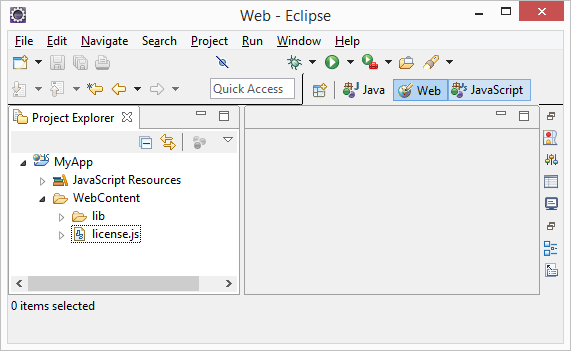 Web - Eclipse
File Edit Navigate Search Project Run Window Help
Quick Access Java Web JavaScript
Project Explorer
MyApp
JavaScript Resources
WebContent
lib
license.js
0 items selected